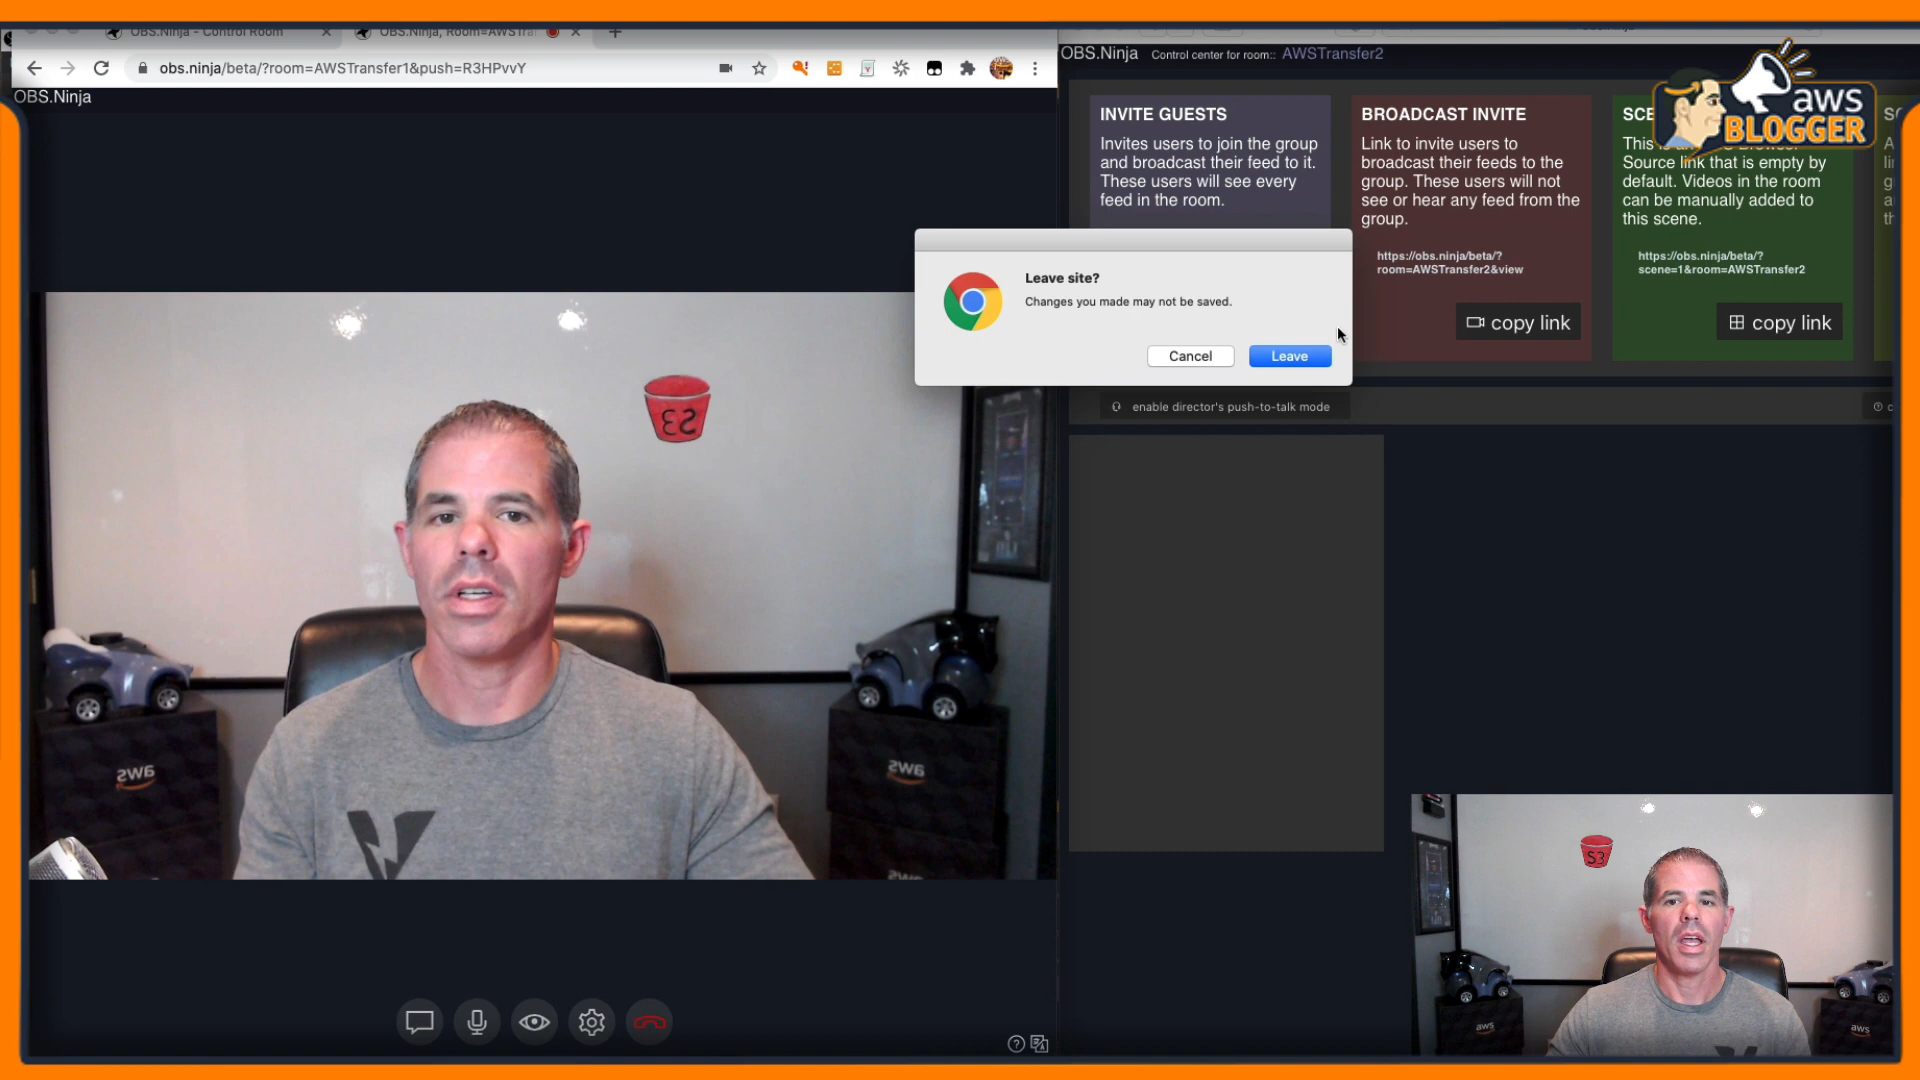 OBS.Ninja - Control Room
OBS.Ninja, Room=AWSTra
obs.ninja/beta/?room=AWSTransfer1&push=R3HPvvY
OBS.Ninja
OBS.Ninja Control center for room:: AWSTransfer2
aws
BLOGGER
INVITE GUESTS
Invites users to join the group
and broadcast their feed to it.
These users will see every
feed in the room.
BROADCAST INVITE
Link to invite users to
broadcast their feeds to the
group. These users will not
see or hear any feed from the
group.
https://obs.ninja/beta/?
room=AWSTransfer2&view
copy link
SCE
This
Source link that is empty by
default. Videos in the room
can be manually added to
this scene.
https://obs.ninja/beta/?
scene=1&room=AWSTransfer2
copy link
Leave site?
Changes you made may not be saved.
Cancel
Leave
enable director's push-to-talk mode
S3
aws
aws
S3
aws
aws